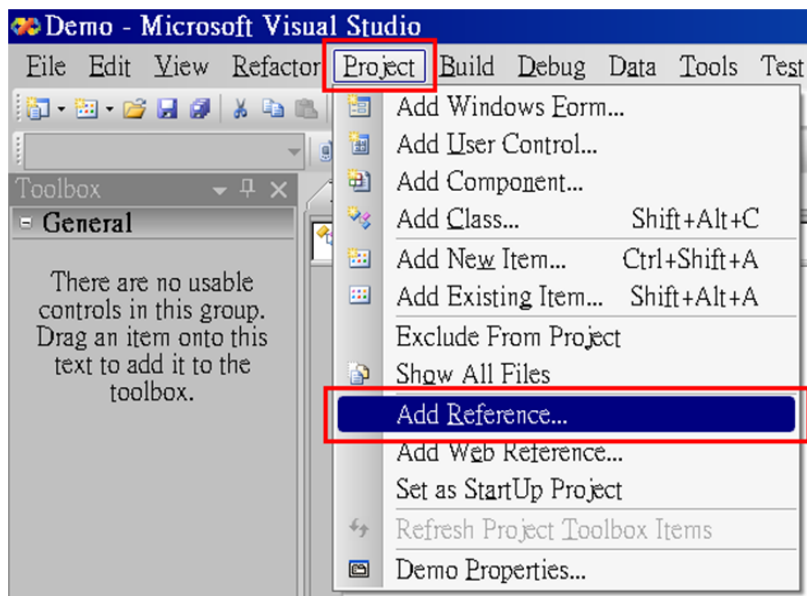 Demo - Microsoft Visual Studio
File Edit View Refactor Project Build Debug Data Tools Test
Toolbox
General
There are no usable
controls in this group.
Drag an item onto this
text to add it to the
toolbox.
Add Windows Form...
Add User Control...
Add Component...
Add Class... Shift+Alt+C
Add New Item... Ctrl+Shift+A
Add Existing Item... Shift+Alt+A
Exclude From Project
Show All Files
Add Reference...
Add Web Reference...
Set as StartUp Project
Refresh Project Toolbox Items
Demo Properties...